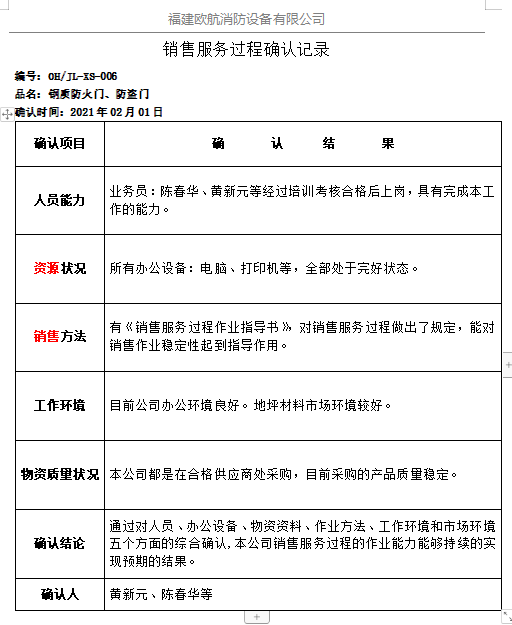 福建欧航消防设备有限公司
销售服务过程确认记录
编号：OH/JL-XS-006
品名：钢质防火门、防盗门
确认时间：2021年02月01日
确认项目
确 认 结 果
人员能力
业务员：陈春华、黄新元等经过培训考核合格后上岗，具有完成本工
作的能力。
资源状况
所有办公设备：电脑、打印机等，全部处于完好状态。
销售方法
有《销售服务过程作业指导书》，对销售服务过程做出了规定，能对
销售作业稳定性起到指导作用。
工作环境
目前公司办公环境良好。地坪材料市场环境较好。
物资质量状况
本公司都是在合格供应商处采购，目前采购的产品质量稳定。
确认结论
通过对人员、办公设备、物资资料、作业方法、工作环境和市场环境
五个方面的综合确认,本公司销售服务过程的作业能力能够持续的实
现预期的结果。
确认人
黄新元、陈春华等